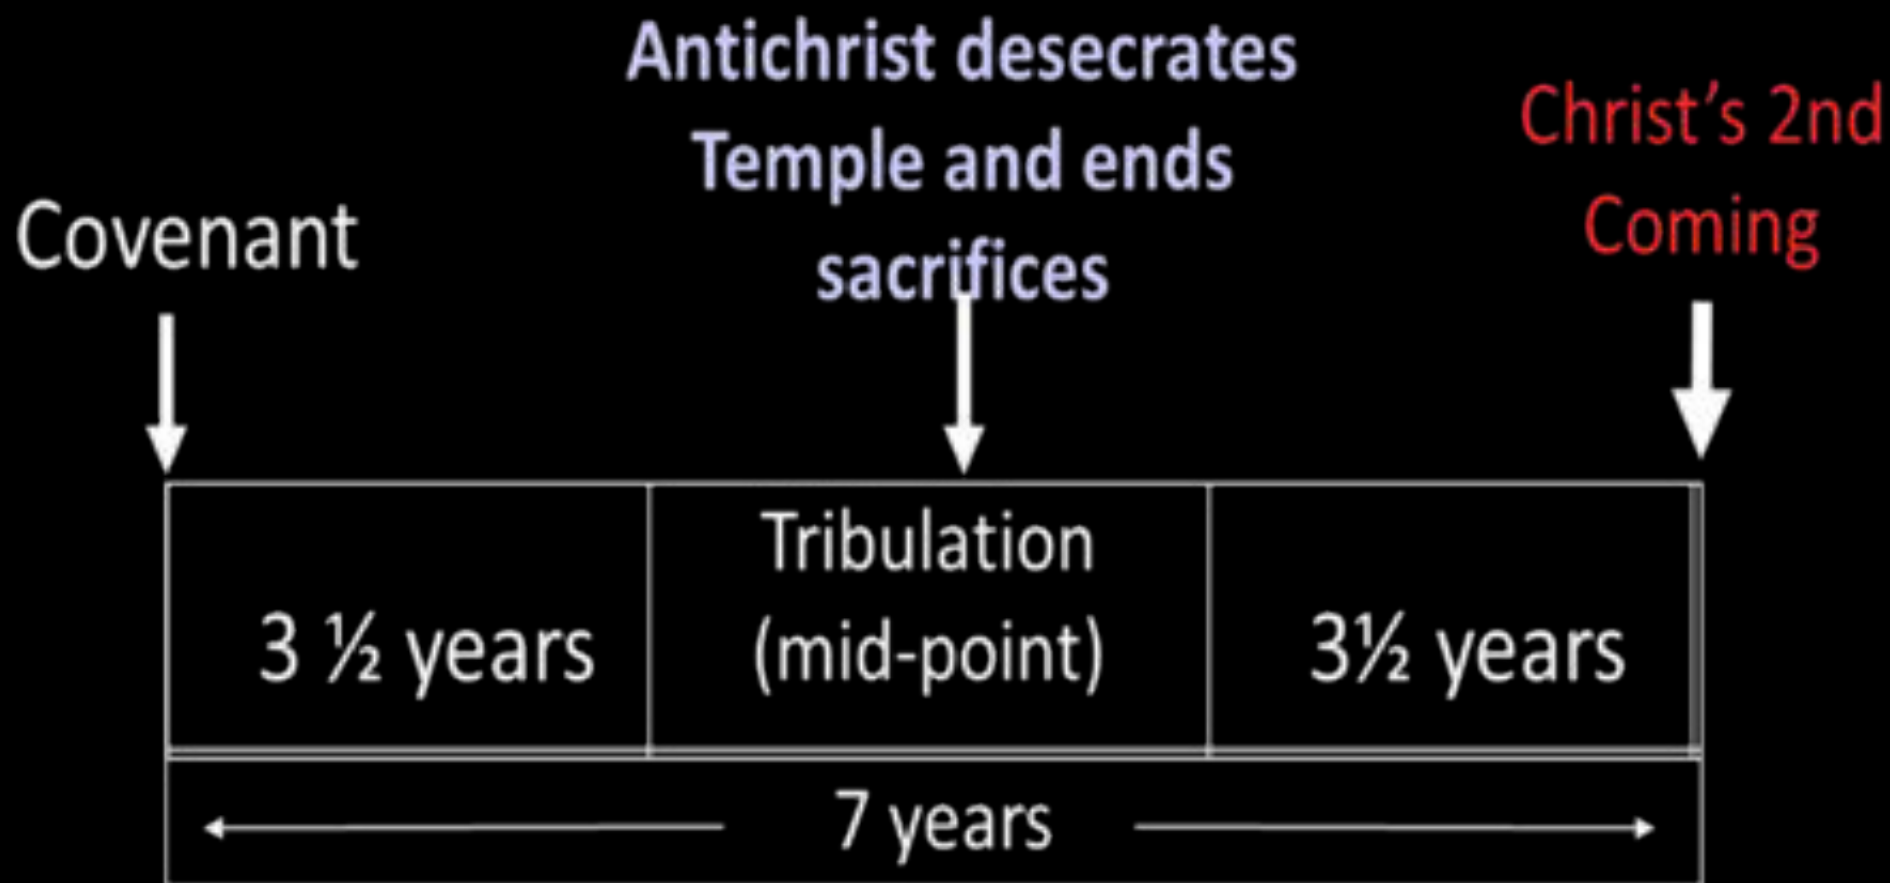 Antichrist desecrates
Temple and ends
sacrifices
Christ's 2nd
Coming
Covenant
Tribulation
(mid-point)
3 ½ years
3½ years
7 years